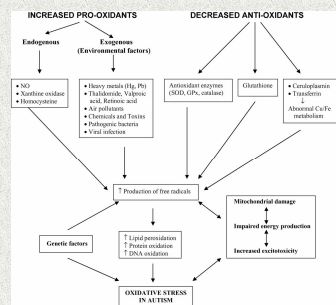 INCREASED PRO-OXIDANTS
DECREASED ANTI-OXIDANTS
Endogenous
Exogenous
(Environmental factors)
• NO
• Xanthine oxidase
• Homocysteine
• Heavy metals (Hg, Pb)
• Thalidomide, Valproic
acid, Retinoic acid
• Air pollutants
• Chemicals and Toxins
• Pathogenic bacteria
• Viral infection
Antioxidant enzymes
(SOD, GPx, catalase)
Glutathione
• Ceruloplasmin
• Transferrin
↓
Abnormal Cu/Fe
metabolism
↑ Production of free radicals
Genetic factors
↑ Lipid peroxidation
↑ Protein oxidation
↑ DNA oxidation
Mitochondrial damage
Impaired energy production
Increased excitotoxicity
OXIDATIVE STRESS
IN AUTISM